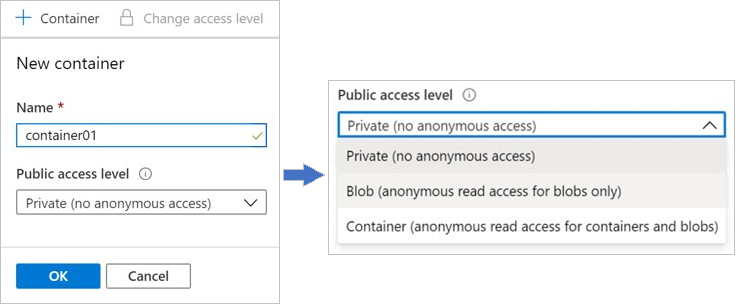 + Container Change access level
New container
Name *
container01
Public access level
Private (no anonymous access)
OK Cancel
Public access level
Private (no anonymous access)
Private (no anonymous access)
Blob (anonymous read access for blobs only)
Container (anonymous read access for containers and blobs)